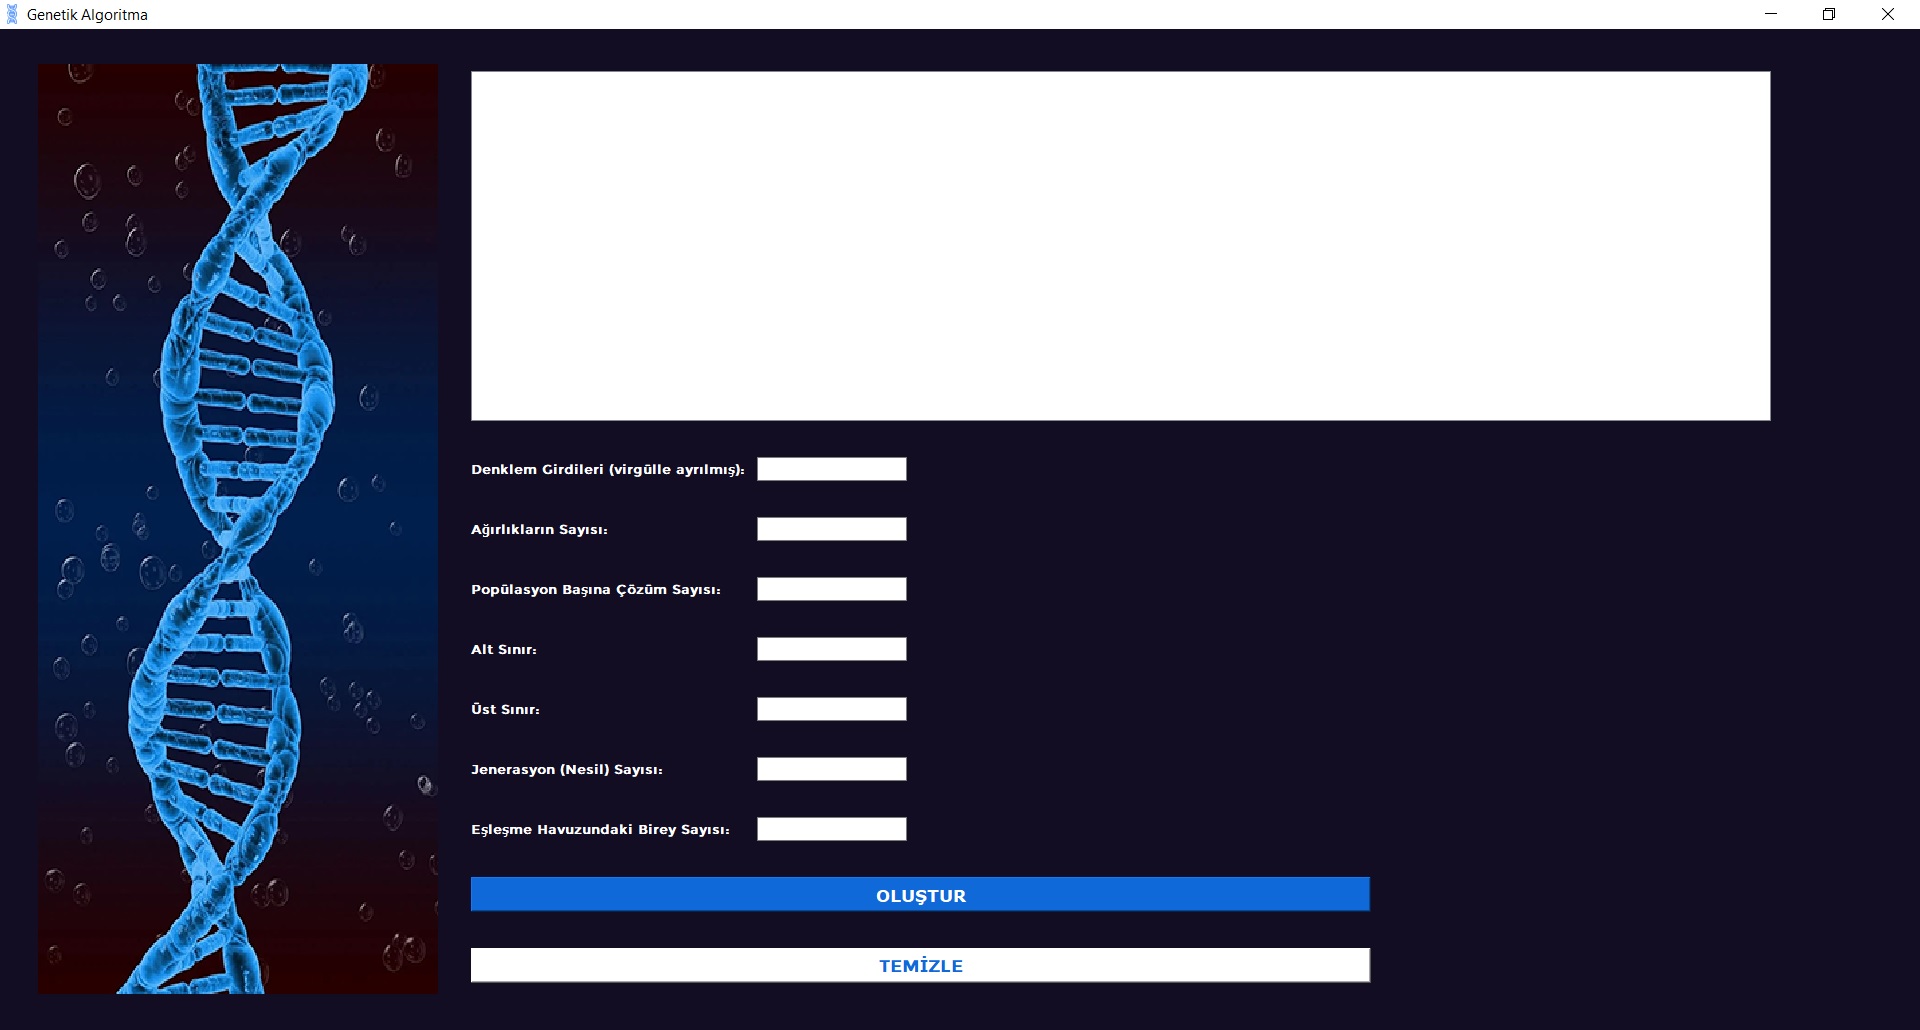 Genetik Algoritma
Denklem Girdileri (virgülle ayrılmış):
Ağırlıkların Sayısı:
Popülasyon Başına Çözüm Sayısı:
Alt Sınır:
Üst Sınır:
Jenerasyon (Nesil) Sayısı:
Eşleşme Havuzundaki Birey Sayısı:
OLUŞTUR
TEMİZLE